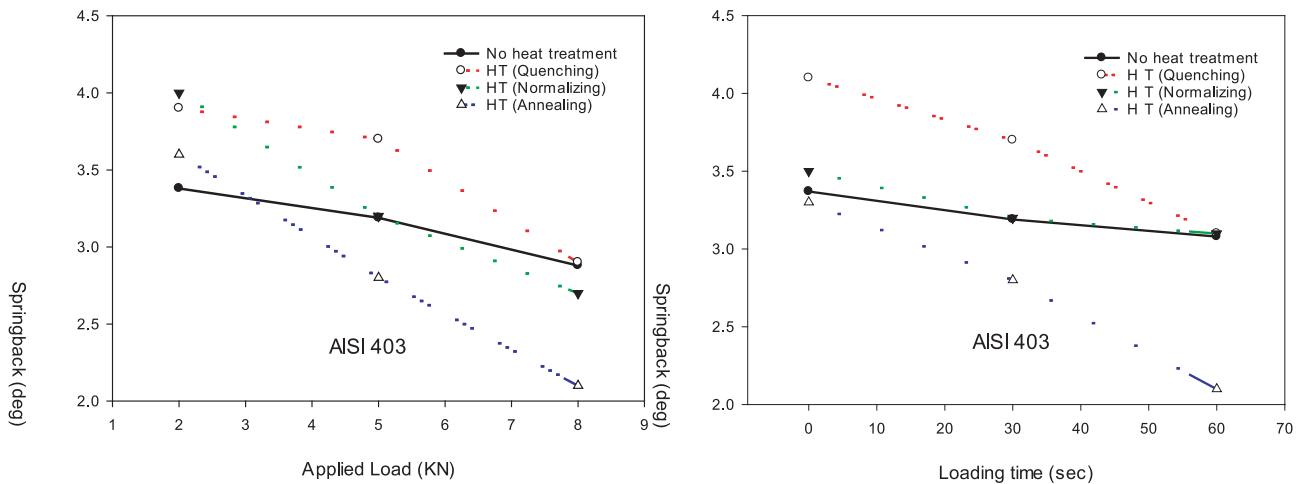 4.5
4.0
3.5
3.0
2.5
2.0
Springback (deg)
No heat treatment
HT (Quenching)
HT (Normalizing)
HT (Annealing)
AISI 403
1 2 3 4 5 6 7 8 9
Applied Load (KN)
4.5
4.0
3.5
3.0
2.5
2.0
Springback (deg)
No heat treatment
H T (Quenching)
H T (Normalizing)
H T (Annealing)
AISI 403
0 10 20 30 40 50 60 70
Loading time (sec)